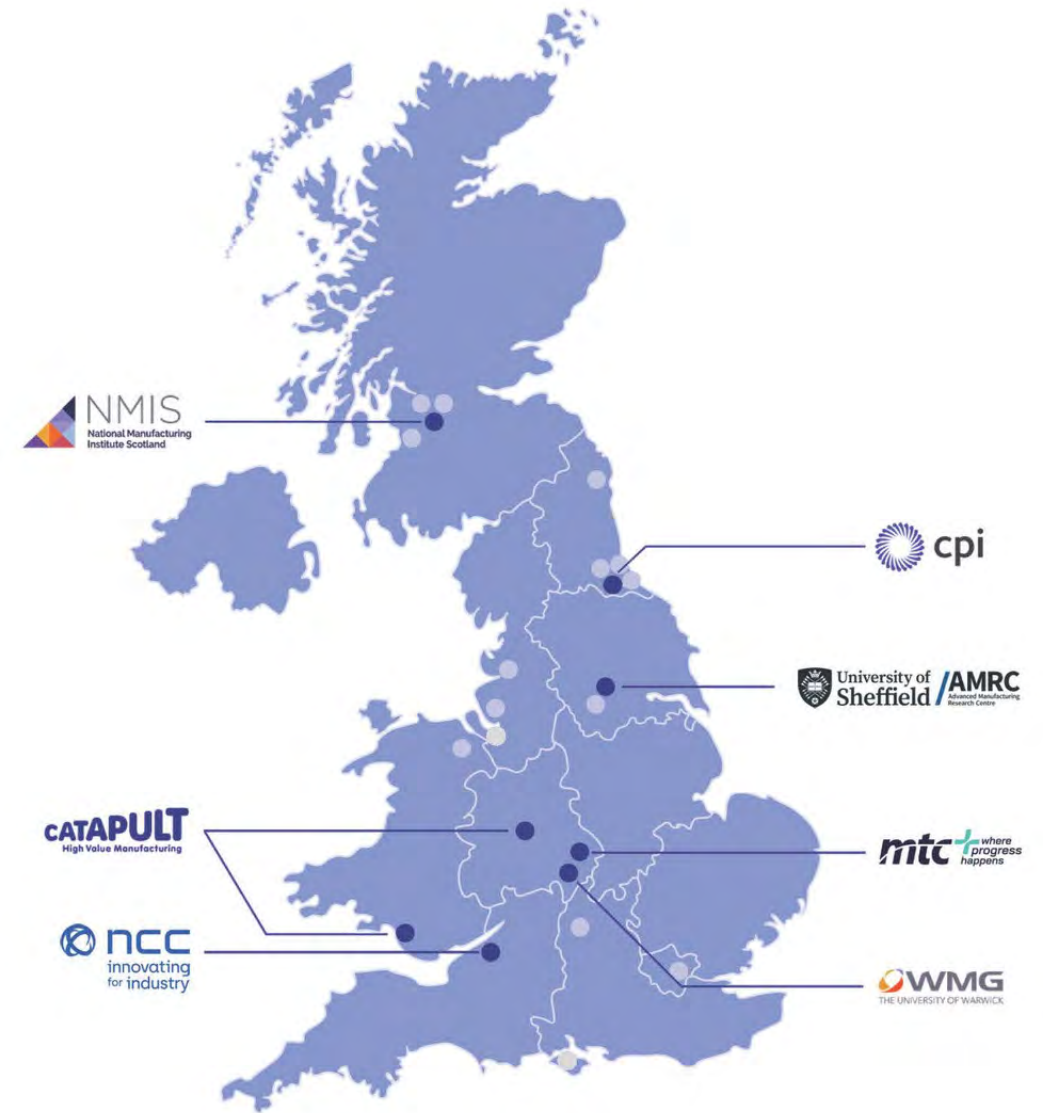 NMIS
National Manufacturing
Institute Scotland
cpi
University of
Sheffield
AMRC
Advanced Manufacturing
Research Centre
CATAPULT
High Value Manufacturing
mtc
where
progress
happens
ncc
innovating
for industry
WMG
THE UNIVERSITY OF WARWICK